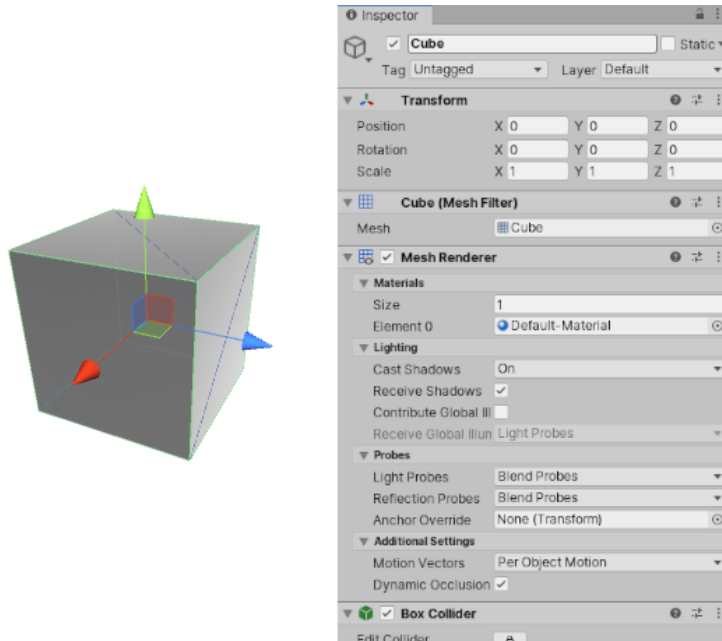 Inspector
Cube Static
Tag Untagged Layer Default
Transform
Position X 0 Y 0 Z 0
Rotation X 0 Y 0 Z 0
Scale X 1 Y 1 Z 1
Cube (Mesh Filter)
Mesh Cube
Mesh Renderer
Materials
Size 1
Element 0 Default-Material
Lighting
Cast Shadows On
Receive Shadows
Contribute Global Ill
Receive Global Illun Light Probes
Probes
Light Probes Blend Probes
Reflection Probes Blend Probes
Anchor Override None (Transform)
Additional Settings
Motion Vectors Per Object Motion
Dynamic Occlusion
Box Collider
Edit Collider